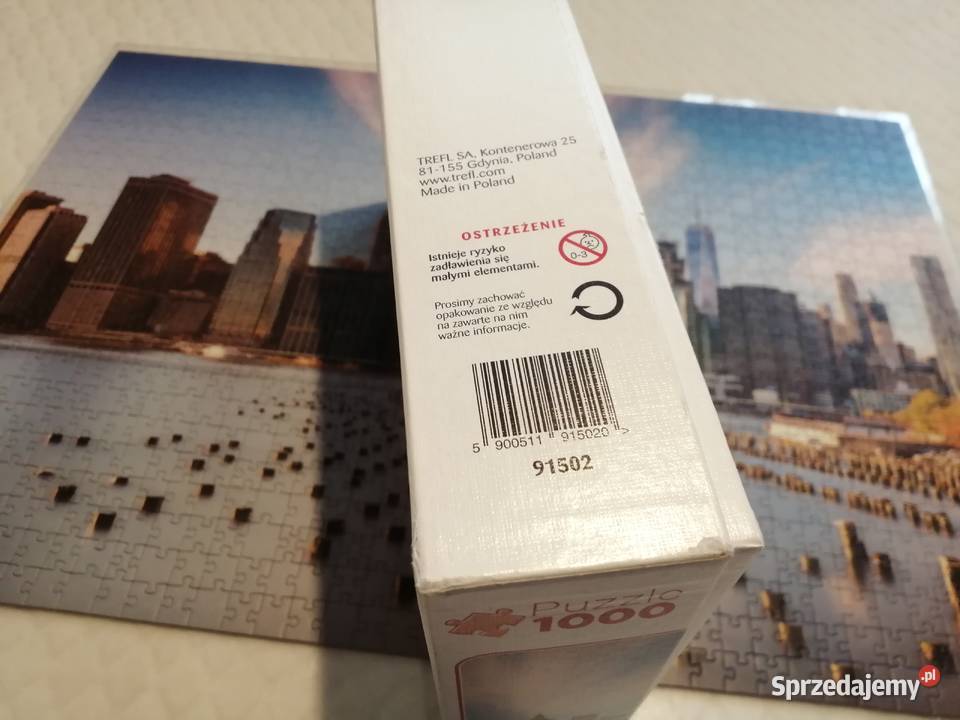 TREFL SA, Kontenerowa 25
81-155 Gdynia, Poland
www.trefl.com
Made in Poland
OSTRZEŻENIE
Istnieje ryzyko
zadławienia się
małymi elementami.
0-3
Prosimy zachować
opakowanie ze względu
na zawarte na nim
ważne informacje.
5 900511 915020 >
91502
Puzzle
1000
Sprzedajemy.pl